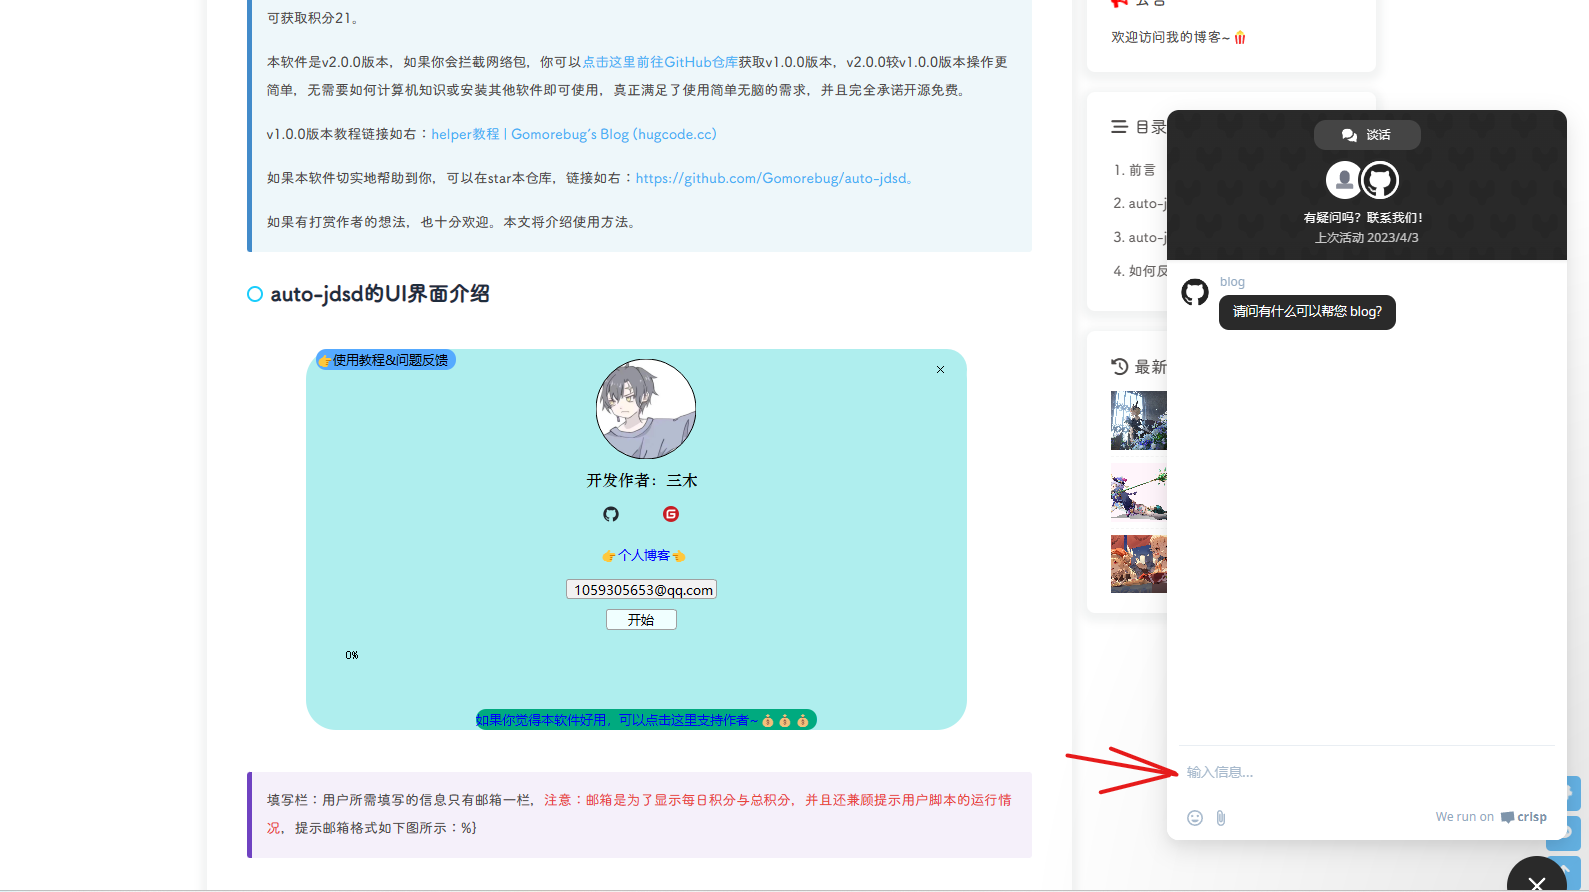 可获取积分21。
本软件是v2.0.0版本，如果你会拦截网络包，你可以点击这里前往GitHub仓库获取v1.0.0版本，v2.0.0较v1.0.0版本操作更
简单，无需要如何计算机知识或安装其他软件即可使用，真正满足了使用简单无脑的需求，并且完全承诺开源免费。
v1.0.0版本教程链接如右：helper教程 | Gomorebug's Blog (hugcode.cc)
如果本软件切实地帮助到你，可以在star本仓库，链接如右：https://github.com/Gomorebug/auto-jdsd。
如果有打赏作者的想法，也十分欢迎。本文将介绍使用方法。
auto-jdsd的UI界面介绍
👉使用教程&问题反馈
开发作者：三木
👉个人博客👈
1059305653@qq.com
开始
0%
如果你觉得本软件好用，可以点击这里支持作者~💰💰💰
填写栏：用户所需填写的信息只有邮箱一栏，注意：邮箱是为了显示每日积分与总积分，并且还兼顾提示用户脚本的运行情
况，提示邮箱格式如下图所示：%}
公告
欢迎访问我的博客~🍿
目录
1. 前言
2. auto-j
3. auto-j
4. 如何反
最新
谈话
有疑问吗？联系我们！
上次活动 2023/4/3
blog
请问有什么可以帮您 blog?
输入信息...
We run on crisp